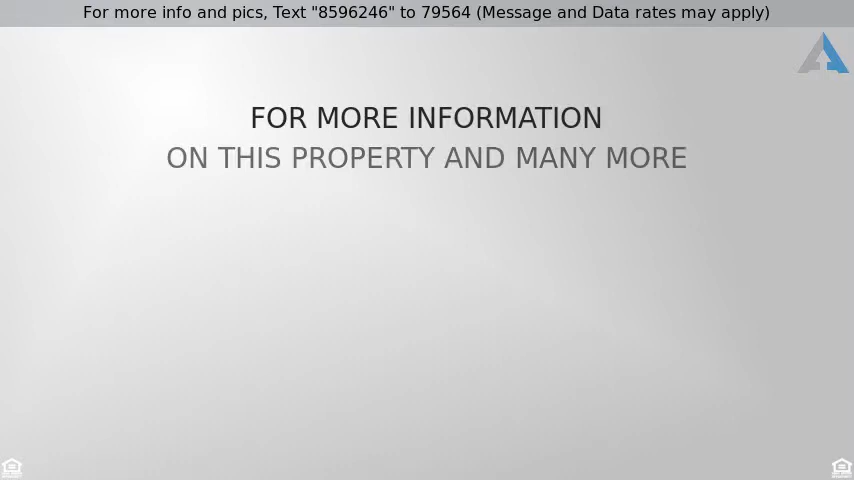 For more info and pics, Text "8596246" to 79564 (Message and Data rates may apply)
FOR MORE INFORMATION
ON THIS PROPERTY AND MANY MORE